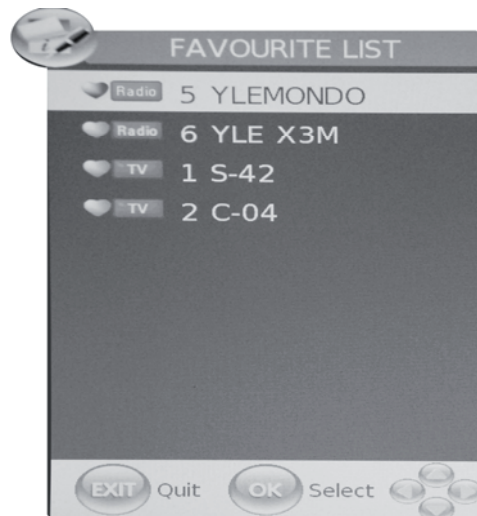 FAVOURITE LIST
Radio 5 YLEMONDO
Radio 6 YLE X3M
TV 1 S-42
TV 2 C-04
EXIT Quit OK Select